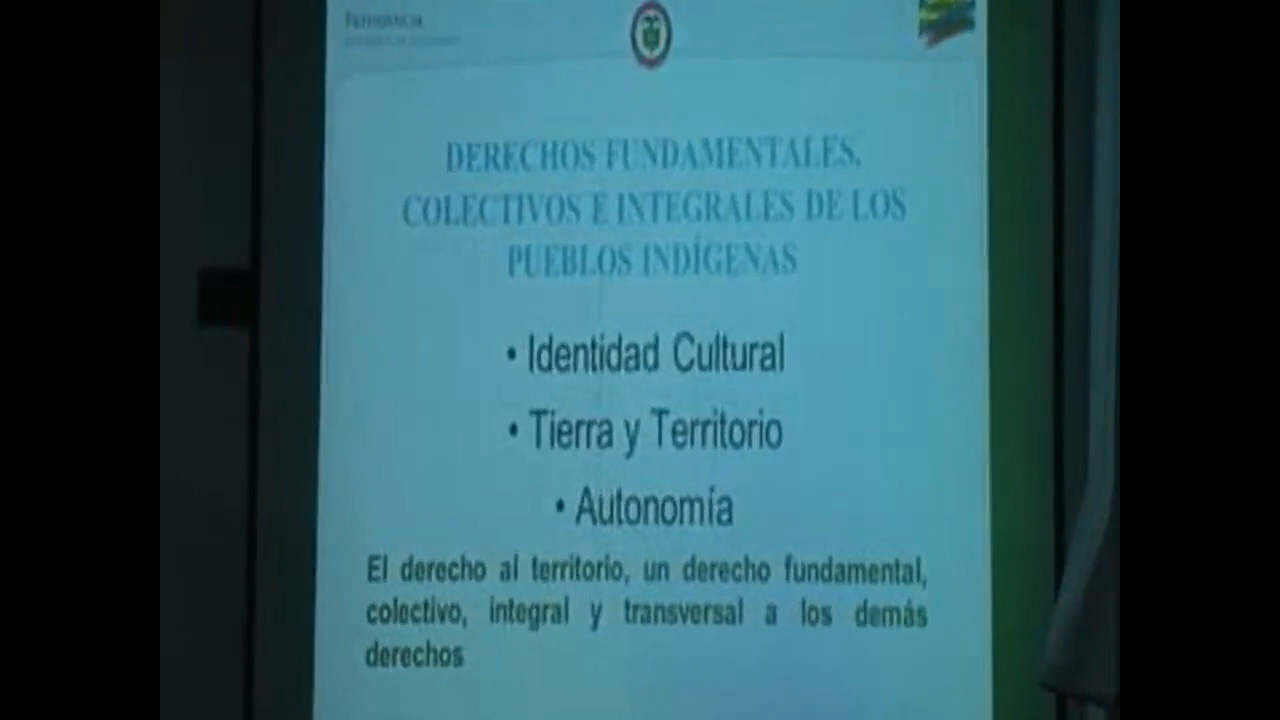 DERECHOS FUNDAMENTALES,
COLECTIVOS E INTEGRALES DE LOS
PUEBLOS INDÍGENAS
• Identidad Cultural
• Tierra y Territorio
• Autonomía
El derecho al territorio, un derecho fundamental,
colectivo, integral y transversal a los demás
derechos